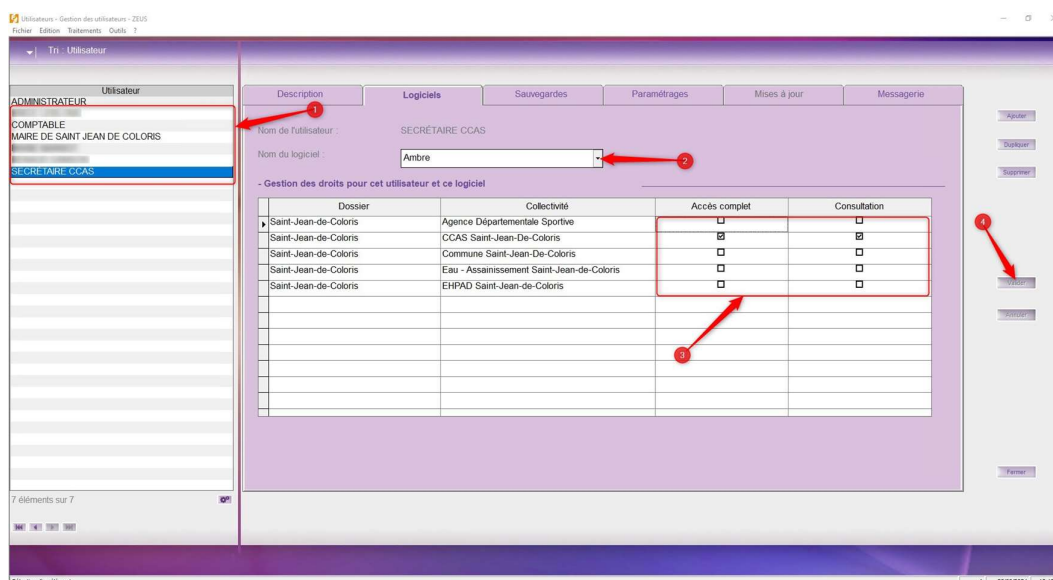 Utilisateurs - Gestion des utilisateurs - ZEUS
Fichier Edition Traitements Outils ?
Tri : Utilisateur
Utilisateur
ADMINISTRATEUR
COMPTABLE
MAIRE DE SAINT JEAN DE COLORIS
SECRÉTAIRE CCAS
7 éléments sur 7
Description Logiciels Sauvegardes Paramétrages Mises à jour Messagerie
1
Nom de l'utilisateur : SECRÉTAIRE CCAS
Nom du logiciel : Ambre
2
- Gestion des droits pour cet utilisateur et ce logiciel
Dossier Collectivité Accès complet Consultation
Saint-Jean-de-Coloris Agence Départementale Sportive
Saint-Jean-de-Coloris CCAS Saint-Jean-De-Coloris
Saint-Jean-de-Coloris Commune Saint-Jean-De-Coloris
Saint-Jean-de-Coloris Eau - Assainissement Saint-Jean-de-Coloris
Saint-Jean-de-Coloris EHPAD Saint-Jean-de-Coloris
3
Ajouter
Dupliquer
Supprimer
4
Valider
Annuler
Fermer